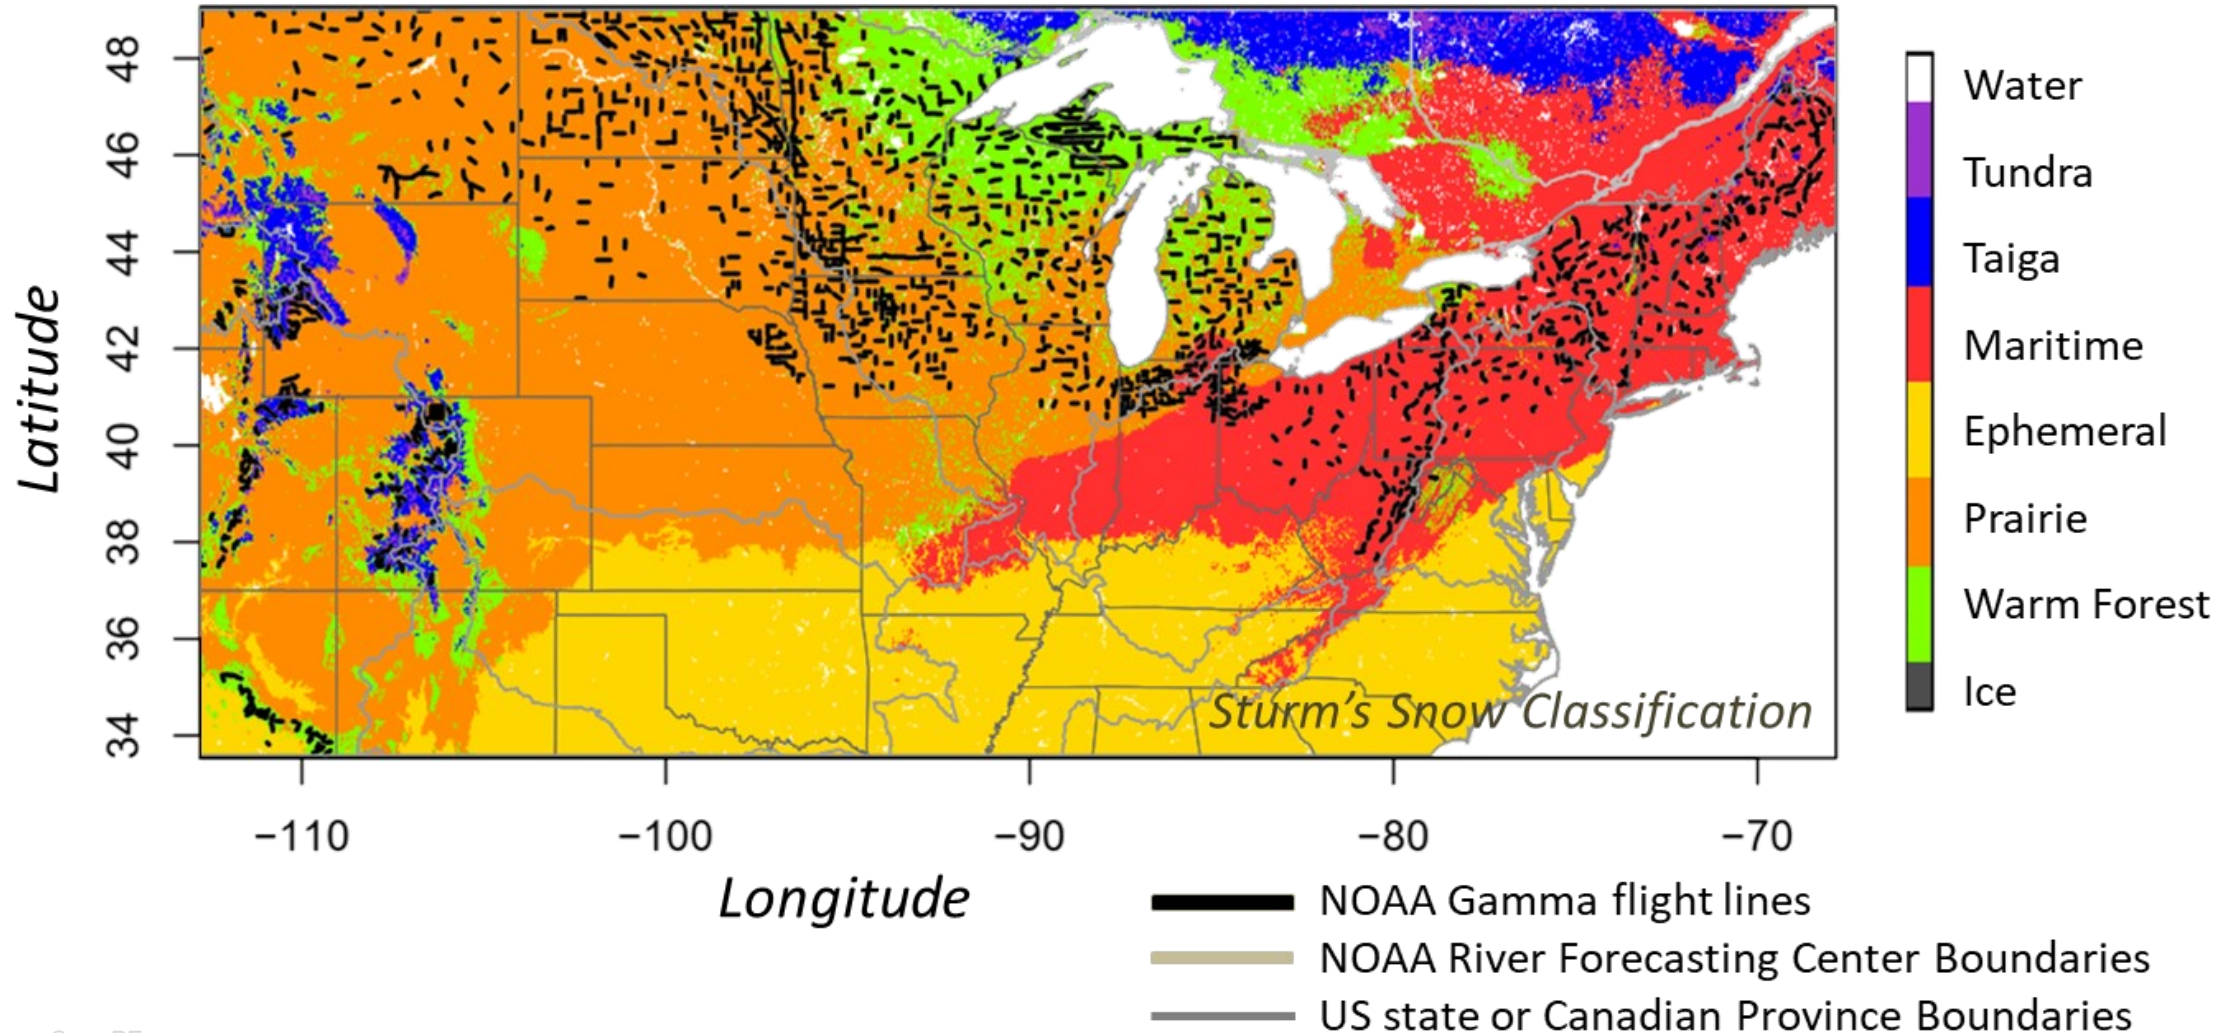 48
46
44
42
40
38
36
34
Latitude
Sturm's Snow Classification
−110 −100 −90 −80 −70
Longitude
Water
Tundra
Taiga
Maritime
Ephemeral
Prairie
Warm Forest
Ice
NOAA Gamma flight lines
NOAA River Forecasting Center Boundaries
US state or Canadian Province Boundaries